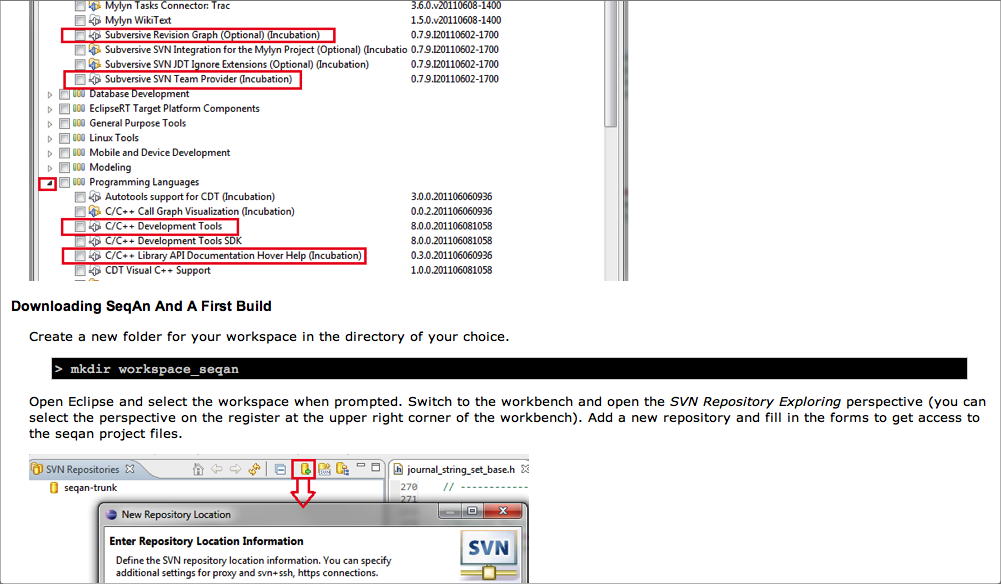 Mylyn Tasks Connector: Trac 3.6.0.v20110608-1400
Mylyn WikiText 1.5.0.v20110608-1400
Subversive Revision Graph (Optional) (Incubation) 0.7.9.I20110602-1700
Subversive SVN Integration for the Mylyn Project (Optional) (Incubatio 0.7.9.I20110602-1700
Subversive SVN JDT Ignore Extensions (Optional) (Incubation) 0.7.9.I20110602-1700
Subversive SVN Team Provider (Incubation) 0.7.9.I20110602-1700
Database Development
EclipseRT Target Platform Components
General Purpose Tools
Linux Tools
Mobile and Device Development
Modeling
Programming Languages
Autotools support for CDT (Incubation) 3.0.0.201106060936
C/C++ Call Graph Visualization (Incubation) 0.0.2.201106060936
C/C++ Development Tools 8.0.0.201106081058
C/C++ Development Tools SDK 8.0.0.201106081058
C/C++ Library API Documentation Hover Help (Incubation) 0.3.0.201106060936
CDT Visual C++ Support 1.0.0.201106081058
Downloading SeqAn And A First Build
Create a new folder for your workspace in the directory of your choice.
> mkdir workspace_seqan
Open Eclipse and select the workspace when prompted. Switch to the workbench and open the SVN Repository Exploring perspective (you can
select the perspective on the register at the upper right corner of the workbench). Add a new repository and fill in the forms to get access to
the seqan project files.
SVN Repositories journal_string_set_base.h
seqan-trunk 270 // ------------
271
New Repository Location
Enter Repository Location Information
SVN
Define the SVN repository location information. You can specify
additional settings for proxy and svn+ssh, https connections.